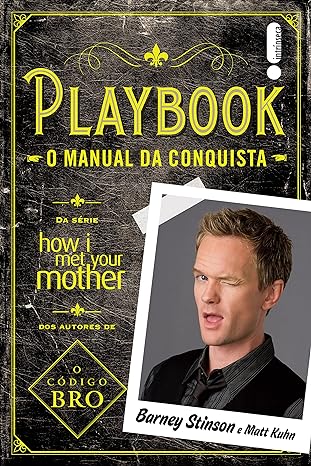 intrínseca
PLAYBOOK
O MANUAL DA CONQUISTA
DA SÉRIE
how i
met your
mother
DOS AUTORES DE
O
CÓDIGO
BRO
Barney Stinson e Matt Kuhn